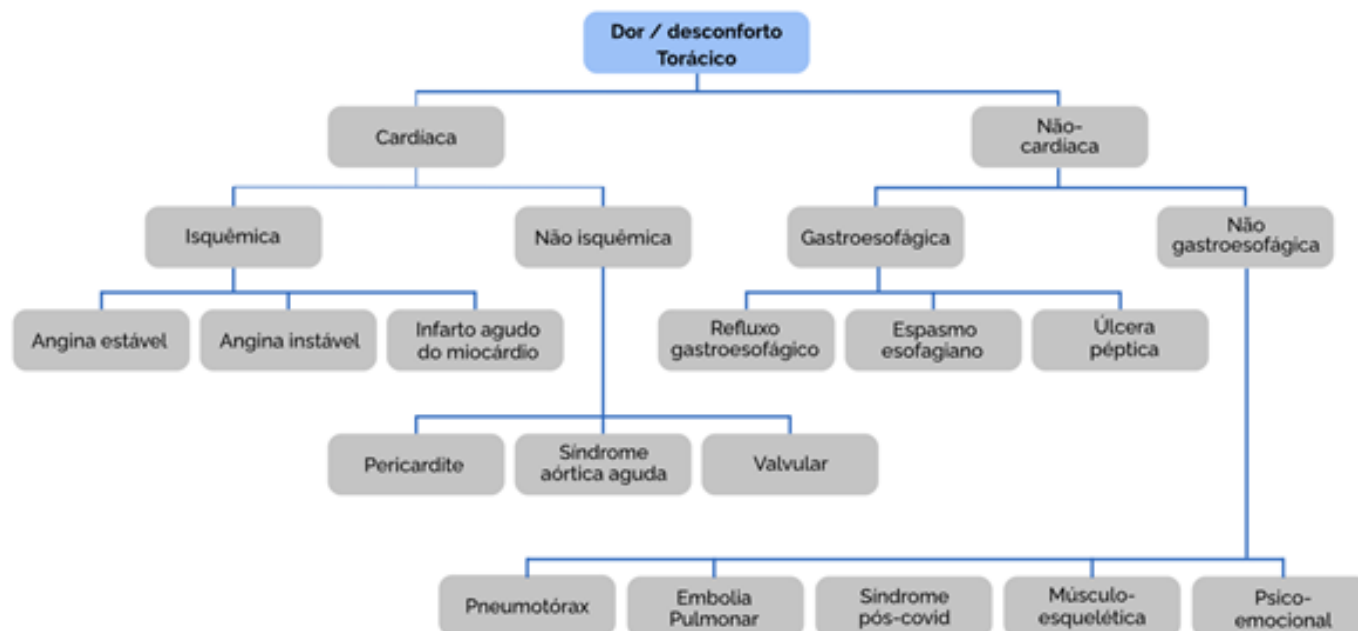 Dor / desconforto
Torácico
Cardíaca
Não-
cardíaca
Isquêmica
Não isquêmica
Gastroesofágica
Não
gastroesofágica
Angina estável
Angina instável
Infarto agudo
do miocárdio
Refluxo
gastroesofágico
Espasmo
esofagiano
Úlcera
péptica
Pericardite
Síndrome
aórtica aguda
Valvular
Pneumotórax
Embolia
Pulmonar
Síndrome
pós-covid
Músculo-
esquelética
Psico-
emocional